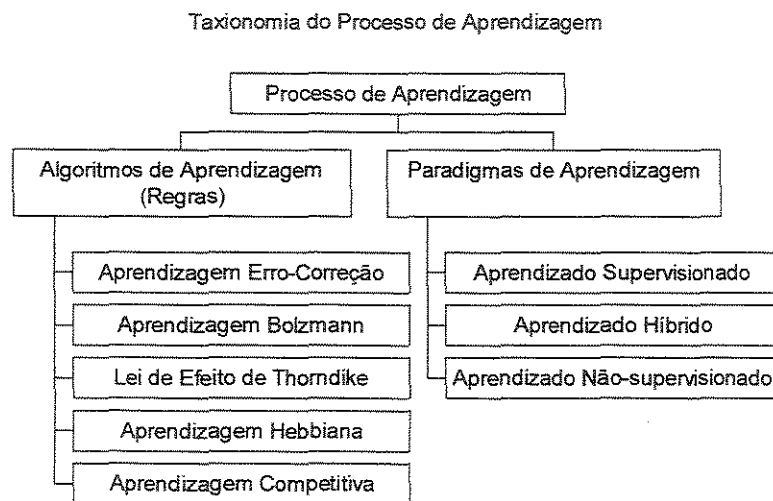 Taxionomia do Processo de Aprendizagem
Processo de Aprendizagem
Algoritmos de Aprendizagem
(Regras)
Paradigmas de Aprendizagem
Aprendizagem Erro-Correção
Aprendizagem Bolzmann
Lei de Efeito de Thorndike
Aprendizagem Hebbiana
Aprendizagem Competitiva
Aprendizado Supervisionado
Aprendizado Híbrido
Aprendizado Não-supervisionado